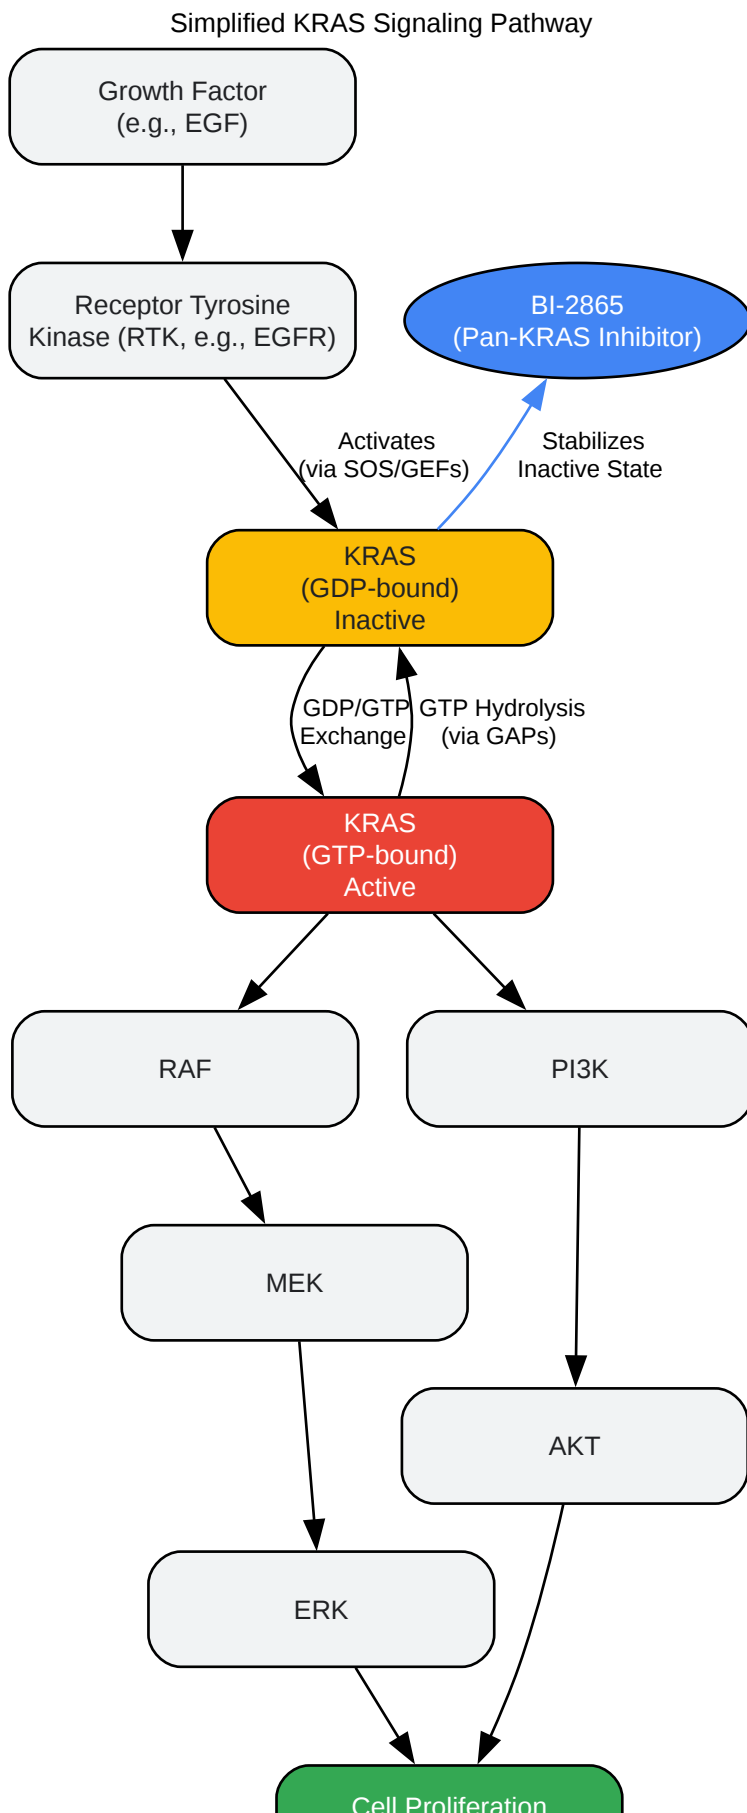 Simplified KRAS Signaling Pathway
Growth Factor
(e.g., EGF)
Receptor Tyrosine
Kinase (RTK, e.g., EGFR)
BI-2865
(Pan-KRAS Inhibitor)
Activates
(via SOS/GEFs)
Stabilizes
Inactive State
KRAS
(GDP-bound)
Inactive
GDP/GTP
Exchange
GTP Hydrolysis
(via GAPs)
KRAS
(GTP-bound)
Active
RAF
PI3K
MEK
AKT
ERK
Cell Proliferation